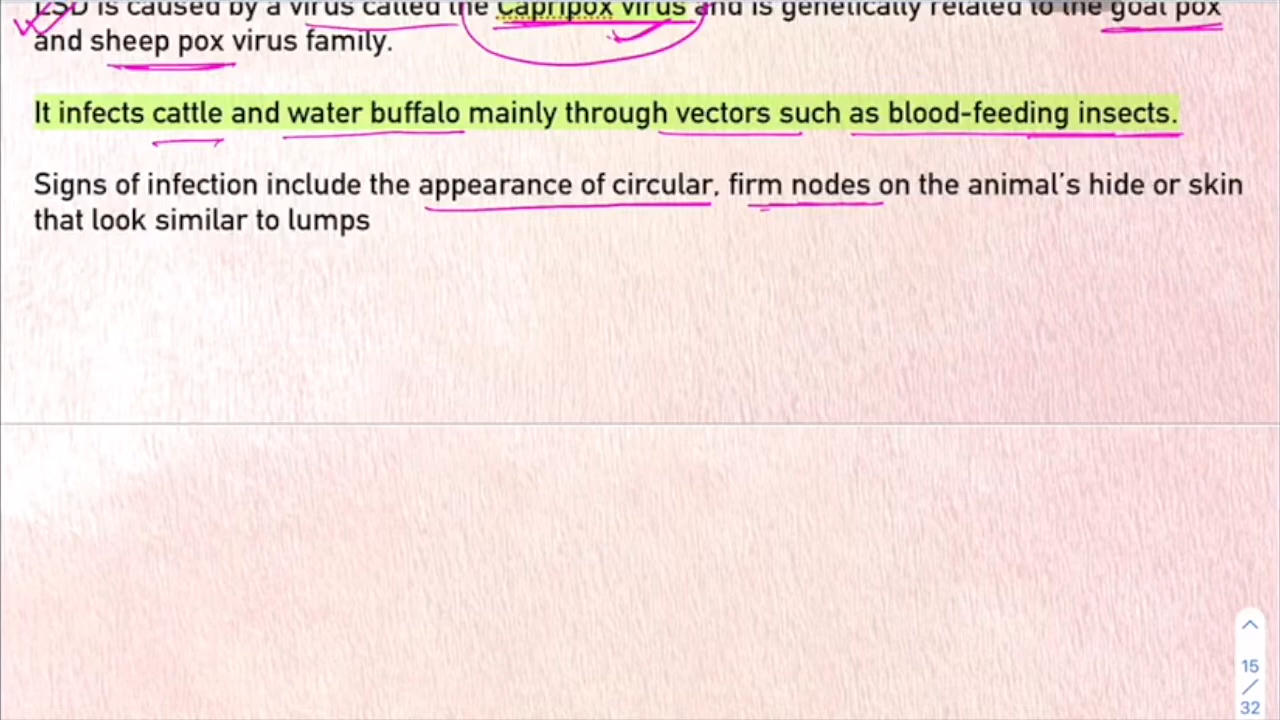 LSD is caused by a virus called the Capripox virus and is genetically related to the goat pox
and sheep pox virus family.
It infects cattle and water buffalo mainly through vectors such as blood-feeding insects.
Signs of infection include the appearance of circular, firm nodes on the animal's hide or skin
that look similar to lumps
15
/
32